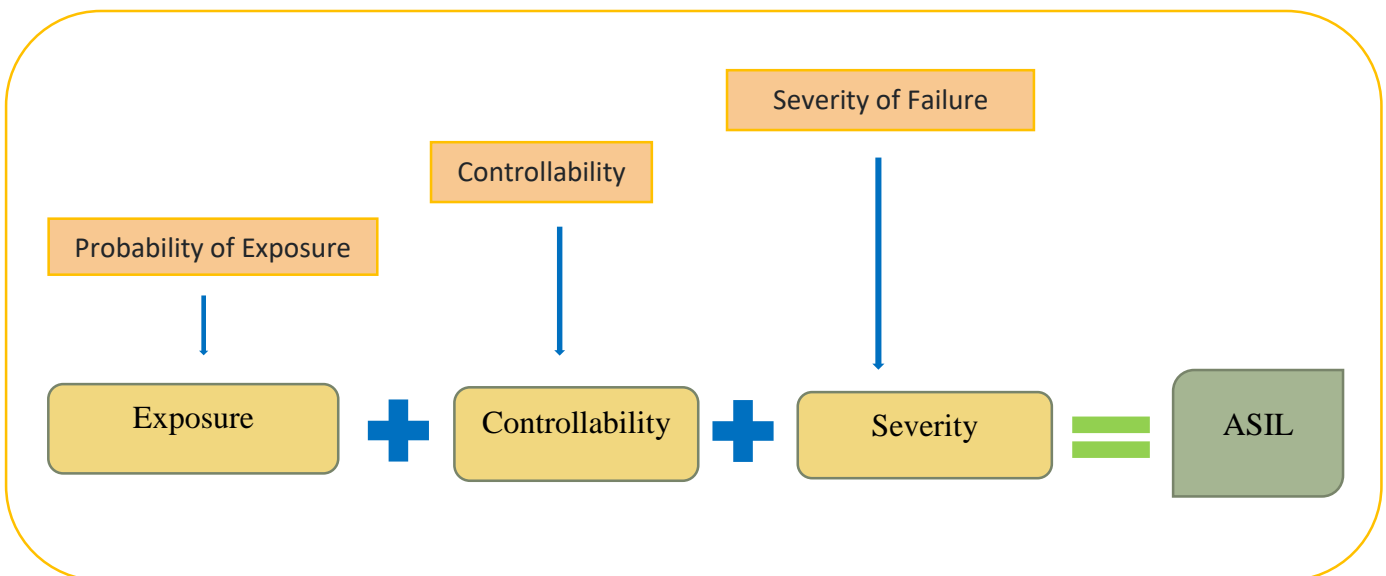 Severity of Failure
Controllability
Probability of Exposure
Exposure
Controllability
Severity
ASIL